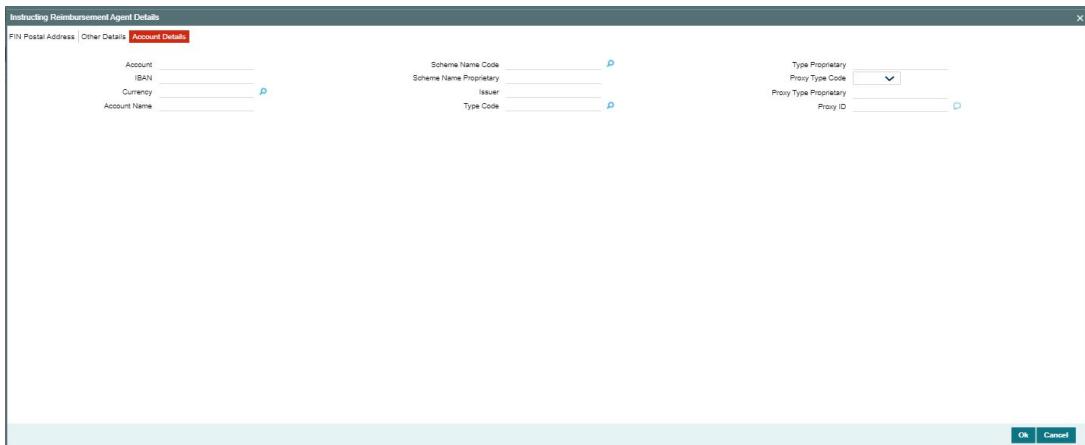 Instructing Reimbursement Agent Details
FIN Postal Address Other Details Account Details
Account Scheme Name Code Type Proprietary
IBAN Scheme Name Proprietary Proxy Type Code
Currency Issuer Proxy Type Proprietary
Account Name Type Code Proxy ID
Ok Cancel